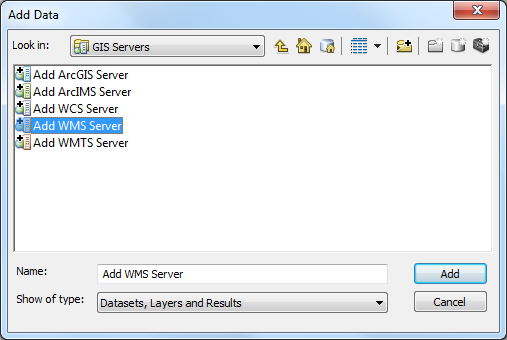 Add Data
Look in: GIS Servers
Add ArcGIS Server
Add ArcIMS Server
Add WCS Server
Add WMS Server
Add WMTS Server
Name: Add WMS Server Add
Show of type: Datasets, Layers and Results Cancel